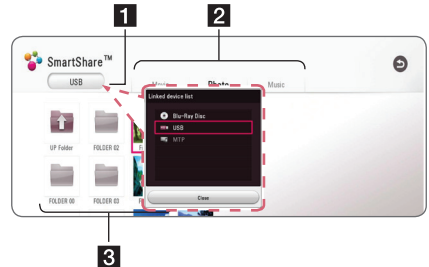 1
2
SmartShare™
USB
Photo
Music
Linked device list
Blu-Ray Disc
USB
MTP
Close
UP Folder
FOLDER 02
FOLDER 00
FOLDER 03
3